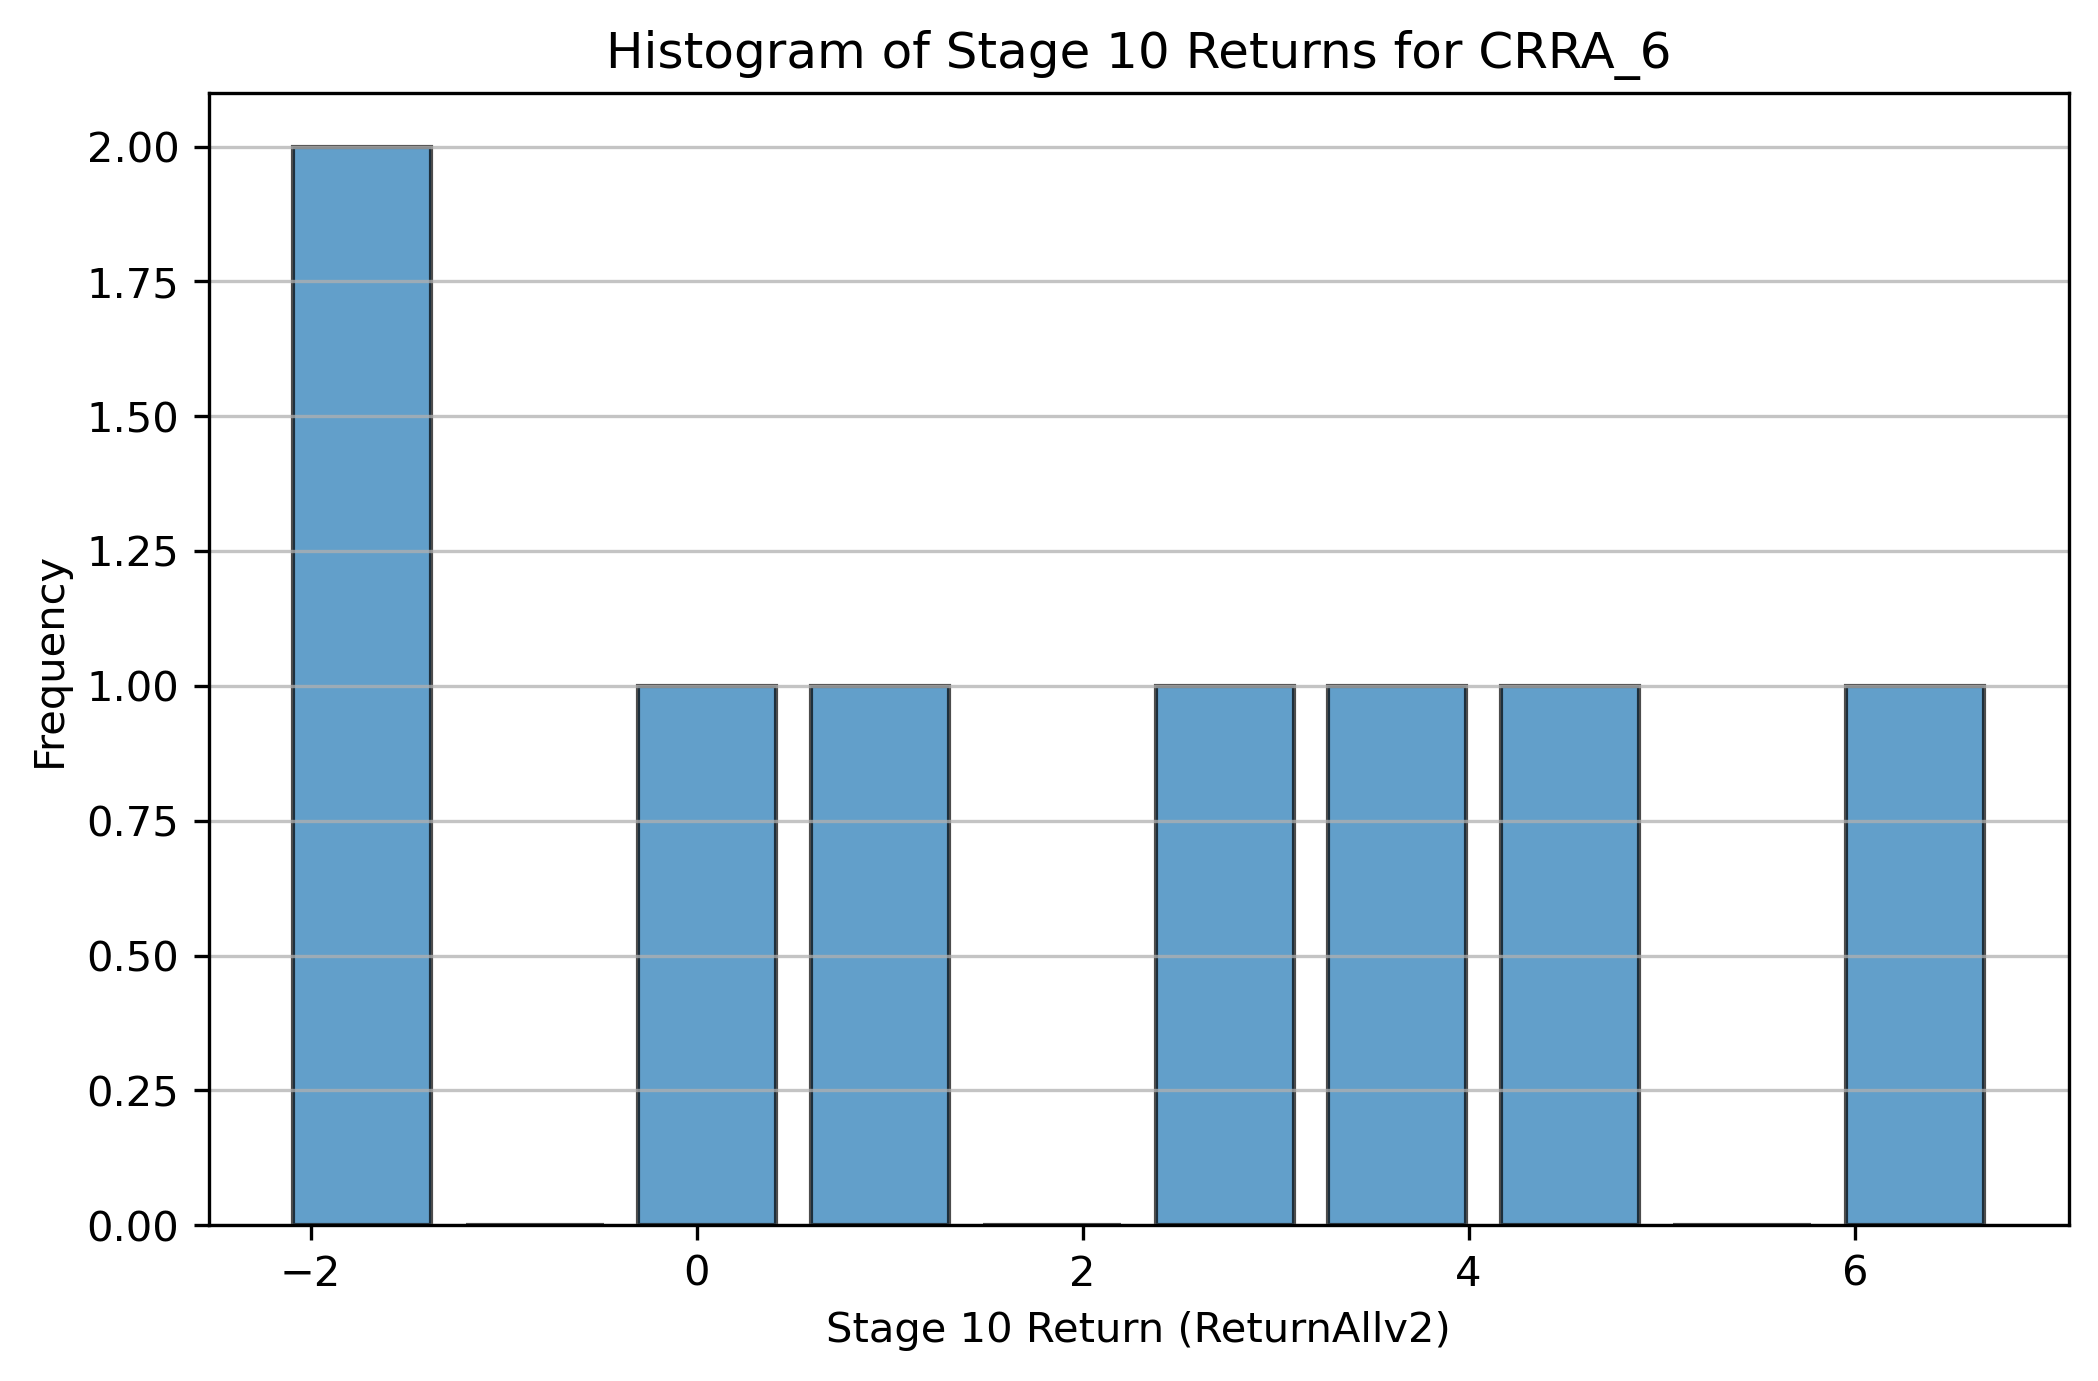 Histogram of Stage 10 Returns for CRRA_6
2.00
1.75
1.50
1.25
1.00
0.75
0.50
0.25
0.00
Frequency
−2 0 2 4 6
Stage 10 Return (ReturnAllv2)